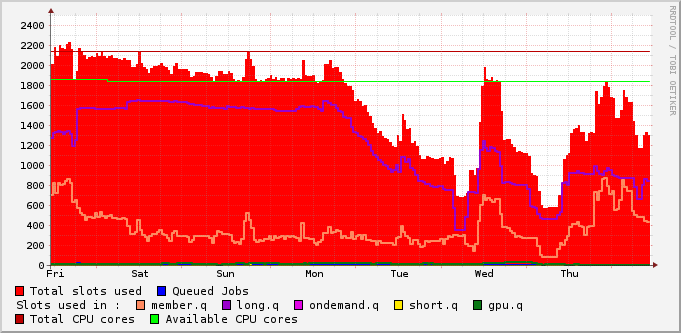 RRDTOOL / TOBI OETIKER
2400
2200
2000
1800
1600
1400
1200
1000
800
600
400
200
0
Fri Sat Sun Mon Tue Wed Thu
Total slots used Queued Jobs
Slots used in : member.q long.q ondemand.q short.q gpu.q
Total CPU cores Available CPU cores